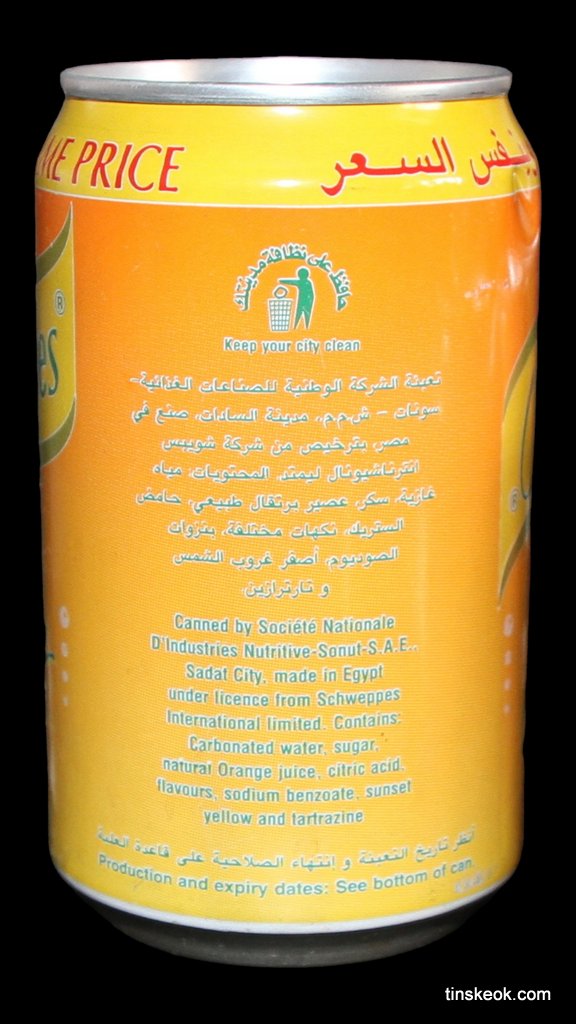 ME PRICE
بنفس السعر
حافظ على نظافة مدينتك
Keep your city clean
®
es
®
تعبئة الشركة الوطنية للصناعات الغذائية-
سونات - ش.م.م. مدينة السادات. صنع في
مصر بترخيص من شركة شويبس
انترناشيونال ليمتد. المحتويات: مياه
غازية، سكر، عصير برتقال طبيعي، حامض
الستريك، نكهات مختلفة، بنزوات
الصوديوم، أصفر غروب الشمس
و تارترازين.
Canned by Société Nationale
D'Industries Nutritive-Sonut-S.A.E.,
Sadat City, made in Egypt
under licence from Schweppes
International limited. Contains:
Carbonated water, sugar,
natural Orange juice, citric acid,
flavours, sodium benzoate, sunset
yellow and tartrazine
أنظر تاريخ التعبئة و إنتهاء الصلاحية على قاعدة العلبة
Production and expiry dates: See bottom of can.
tinskeok.com